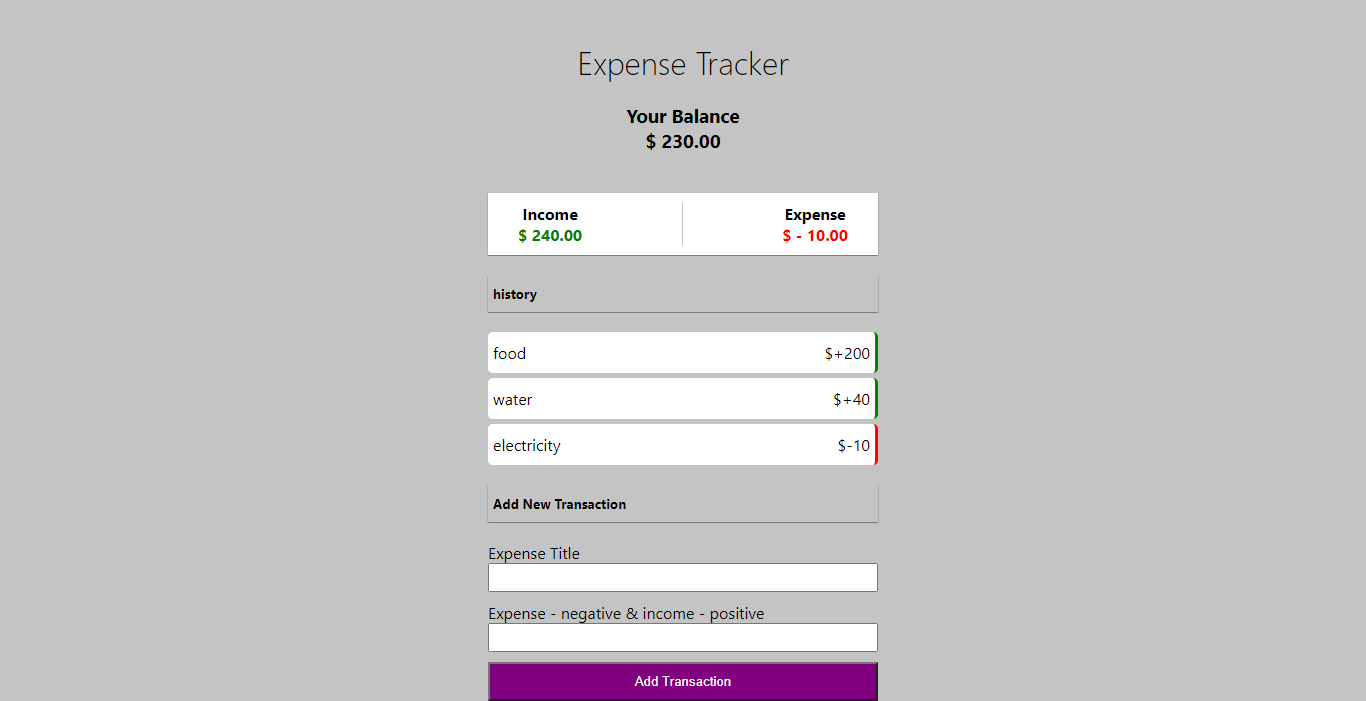 Expense Tracker
Your Balance
$ 230.00
Income Expense
$ 240.00 $ - 10.00
history
food $+200
water $+40
electricity $-10
Add New Transaction
Expense Title
Expense - negative & income - positive
Add Transaction